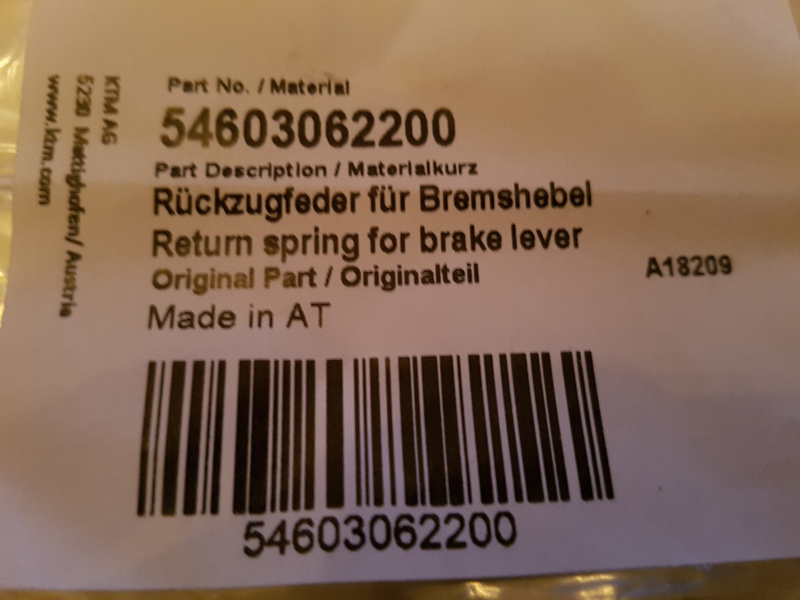 Part No. / Material
54603062200
Part Description / Materialkurz
Rückzugfeder für Bremshebel
Return spring for brake lever
Original Part / Originalteil
A18209
Made in AT
54603062200
KTM AG
5230 Mattighofen/ Austria
www.ktm.com